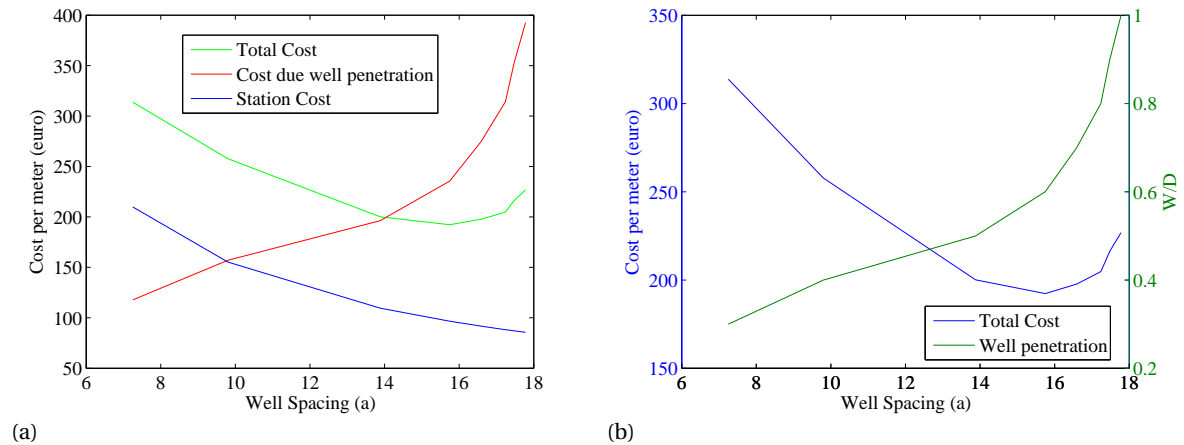 400
350
300
250
200
150
100
50
Cost per meter (euro)
Total Cost
Cost due well penetration
Station Cost
6 8 10 12 14 16 18
Well Spacing (a)
(a)
350
300
250
200
150
Cost per meter (euro)
1
0.8
0.6
0.4
0.2
W/D
Total Cost
Well penetration
6 8 10 12 14 16 18
Well Spacing (a)
(b)